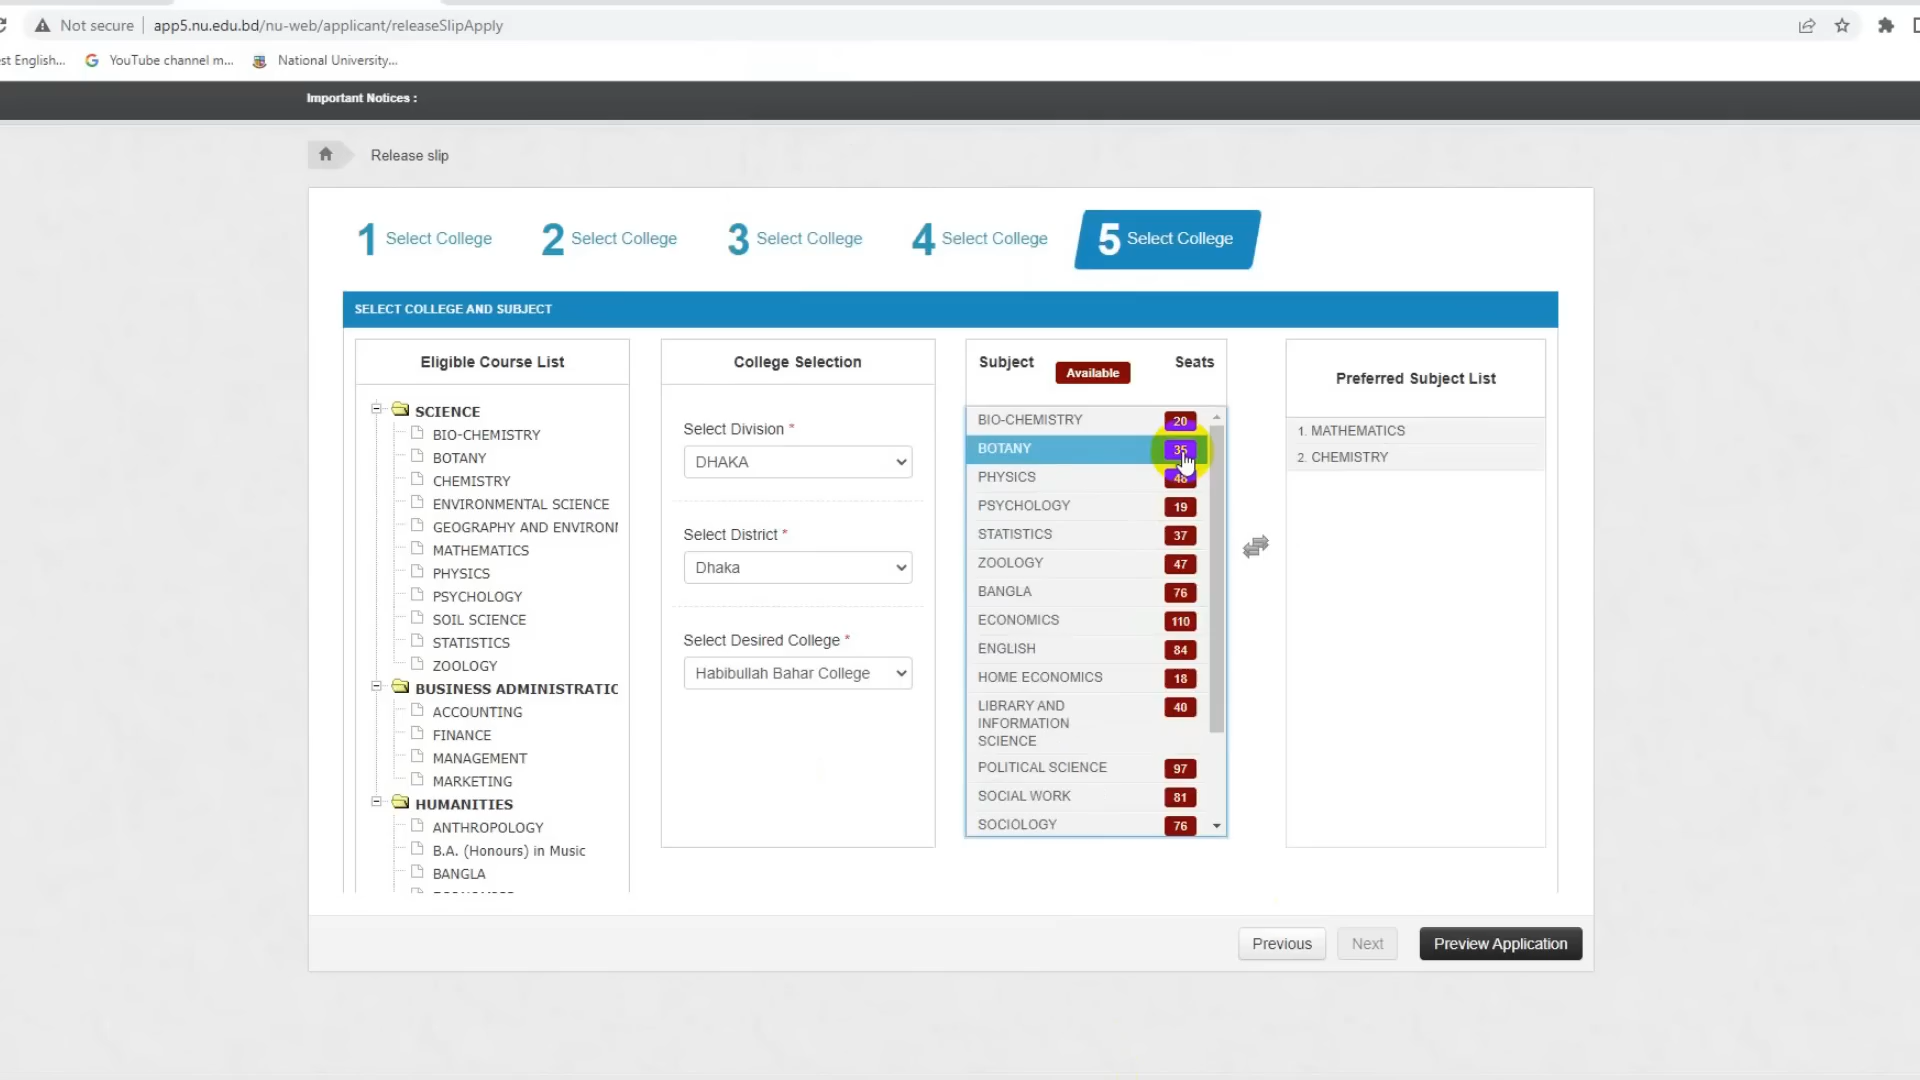 Not secure
app5.nu.edu.bd/nu-web/applicant/releaseSlipApply
st English...
YouTube channel m...
National University...
Important Notices :
Release slip
1 Select College
2 Select College
3 Select College
4 Select College
5 Select College
SELECT COLLEGE AND SUBJECT
Eligible Course List
SCIENCE
BIO-CHEMISTRY
BOTANY
CHEMISTRY
ENVIRONMENTAL SCIENCE
GEOGRAPHY AND ENVIRON
MATHEMATICS
PHYSICS
PSYCHOLOGY
SOIL SCIENCE
STATISTICS
ZOOLOGY
BUSINESS ADMINISTRATIO
ACCOUNTING
FINANCE
MANAGEMENT
MARKETING
HUMANITIES
ANTHROPOLOGY
B.A. (Honours) in Music
BANGLA
College Selection
Select Division *
DHAKA
Select District *
Dhaka
Select Desired College *
Habibullah Bahar College
Subject Available Seats
BIO-CHEMISTRY 20
BOTANY 35
PHYSICS 48
PSYCHOLOGY 19
STATISTICS 37
ZOOLOGY 47
BANGLA 76
ECONOMICS 110
ENGLISH 84
HOME ECONOMICS 18
LIBRARY AND 40
INFORMATION
SCIENCE
POLITICAL SCIENCE 97
SOCIAL WORK 81
SOCIOLOGY 76
Preferred Subject List
1. MATHEMATICS
2. CHEMISTRY
Previous
Next
Preview Application